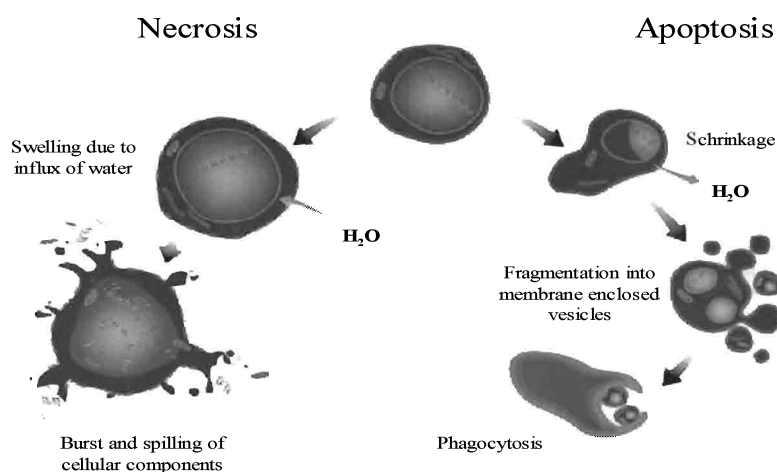 Necrosis
Apoptosis
Swelling due to
influx of water
H₂O
Schrinkage
H₂O
Fragmentation into
membrane enclosed
vesicles
Burst and spilling of
cellular components
Phagocytosis